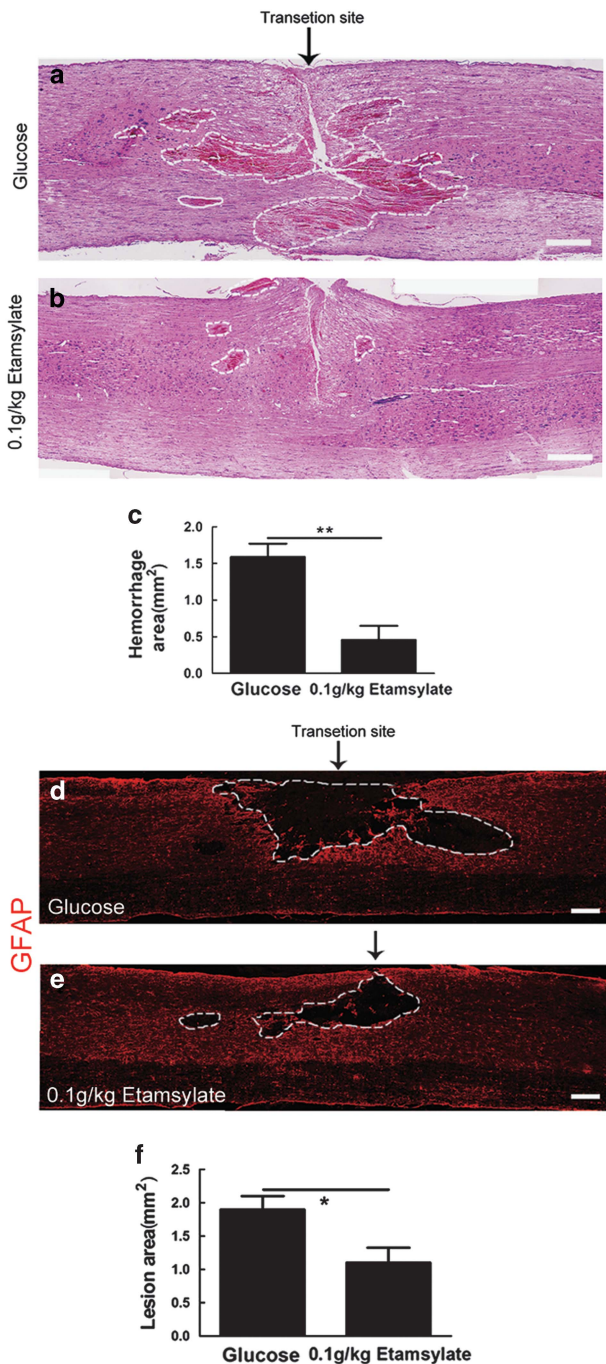 Transetion site
a
Glucose
b
0.1g/kg Etamsylate
c
Hemorrhage
area(mm²)
2.0
1.5
1.0
0.5
0.0
**
Glucose 0.1g/kg Etamsylate
Transetion site
d
Glucose
GFAP
e
0.1g/kg Etamsylate
f
Lesion area(mm²)
2.5
2.0
1.5
1.0
0.5
0.0
*
Glucose 0.1g/kg Etamsylate